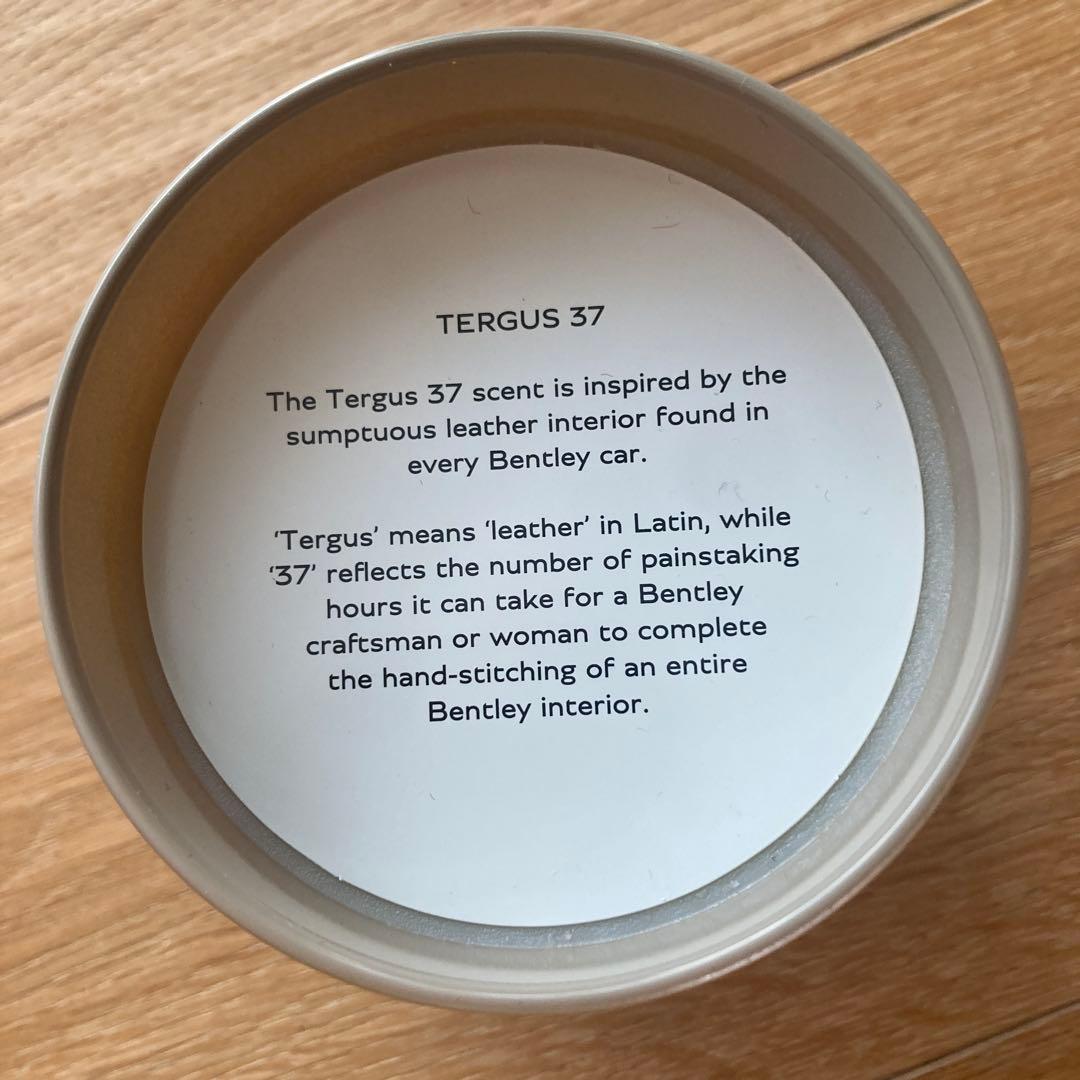 TERGUS 37
The Tergus 37 scent is inspired by the
sumptuous leather interior found in
every Bentley car.
‘Tergus’ means ‘leather’ in Latin, while
‘37’ reflects the number of painstaking
hours it can take for a Bentley
craftsman or woman to complete
the hand-stitching of an entire
Bentley interior.